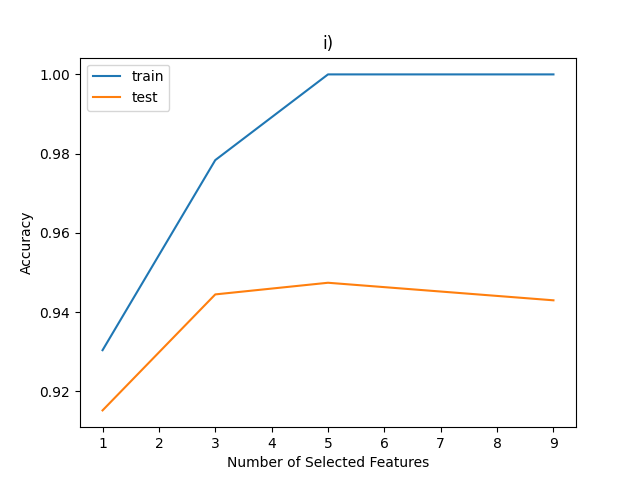 i)
train
test
1.00
0.98
0.96
0.94
0.92
Accuracy
1 2 3 4 5 6 7 8 9
Number of Selected Features